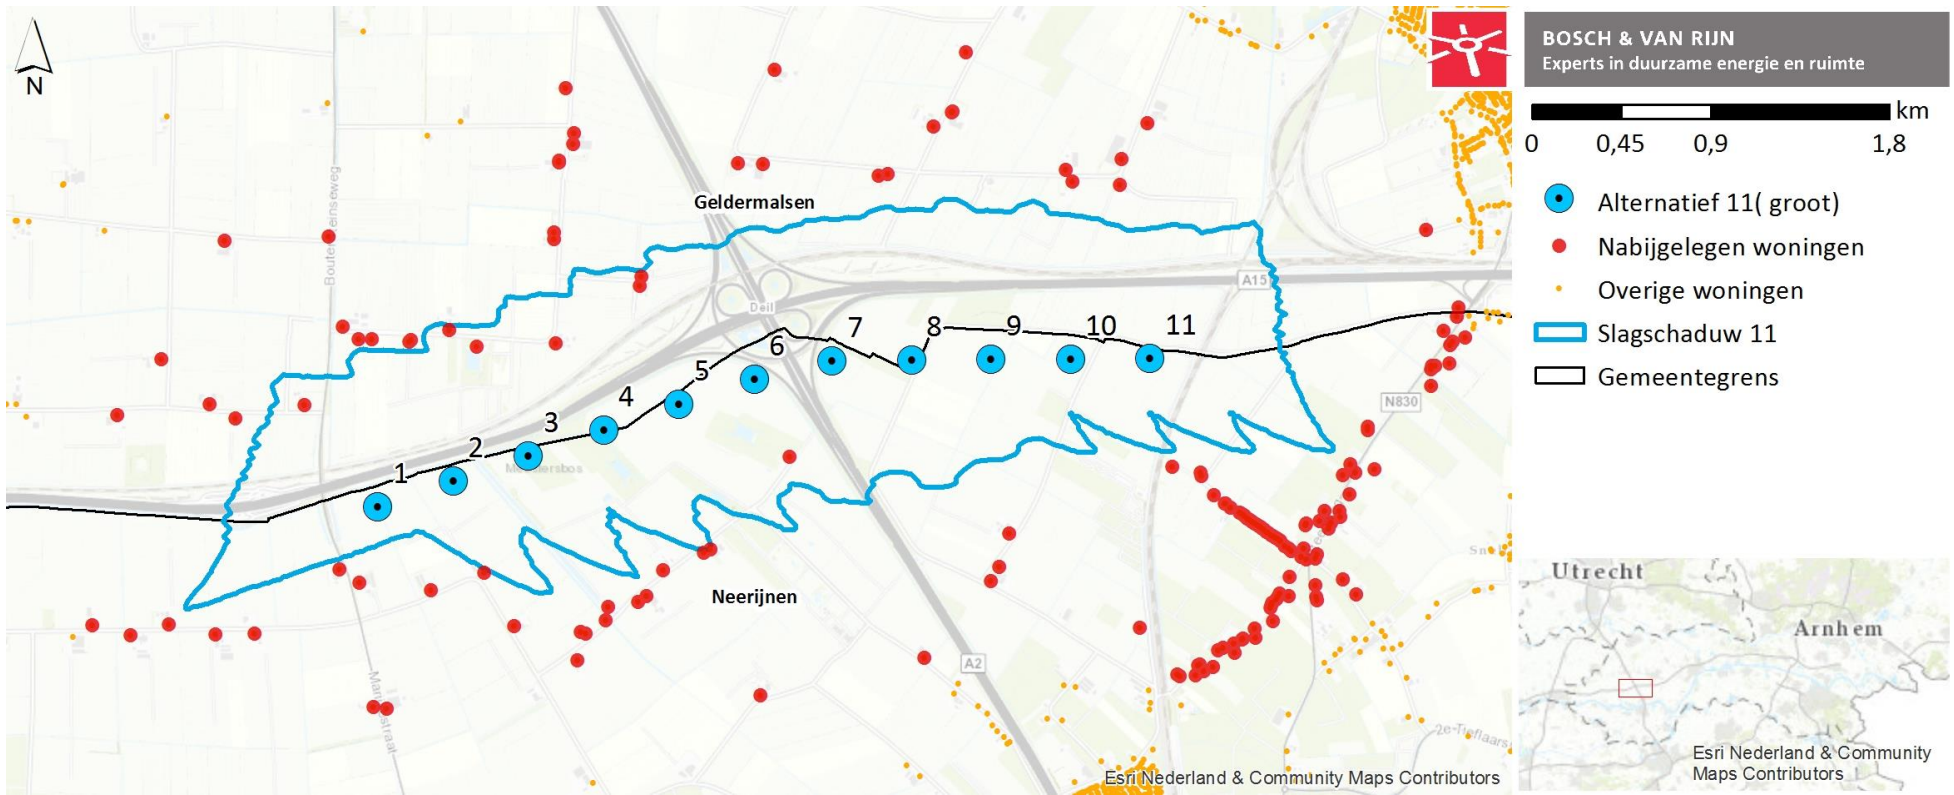 N
Bouteinseweg
Geldermalsen
Deil
A15
1
2
3
4
5
6
7
8
9
10
11
N830
Neerijnen
A2
Esri Nederland & Community Maps Contributors
BOSCH & VAN RIJN
Experts in duurzame energie en ruimte
km
0 0,45 0,9 1,8
Alternatief 11( groot)
Nabijgelegen woningen
Overige woningen
Slagschaduw 11
Gemeentegrens
Utrecht
Arnhem
Esri Nederland & Community
Maps Contributors